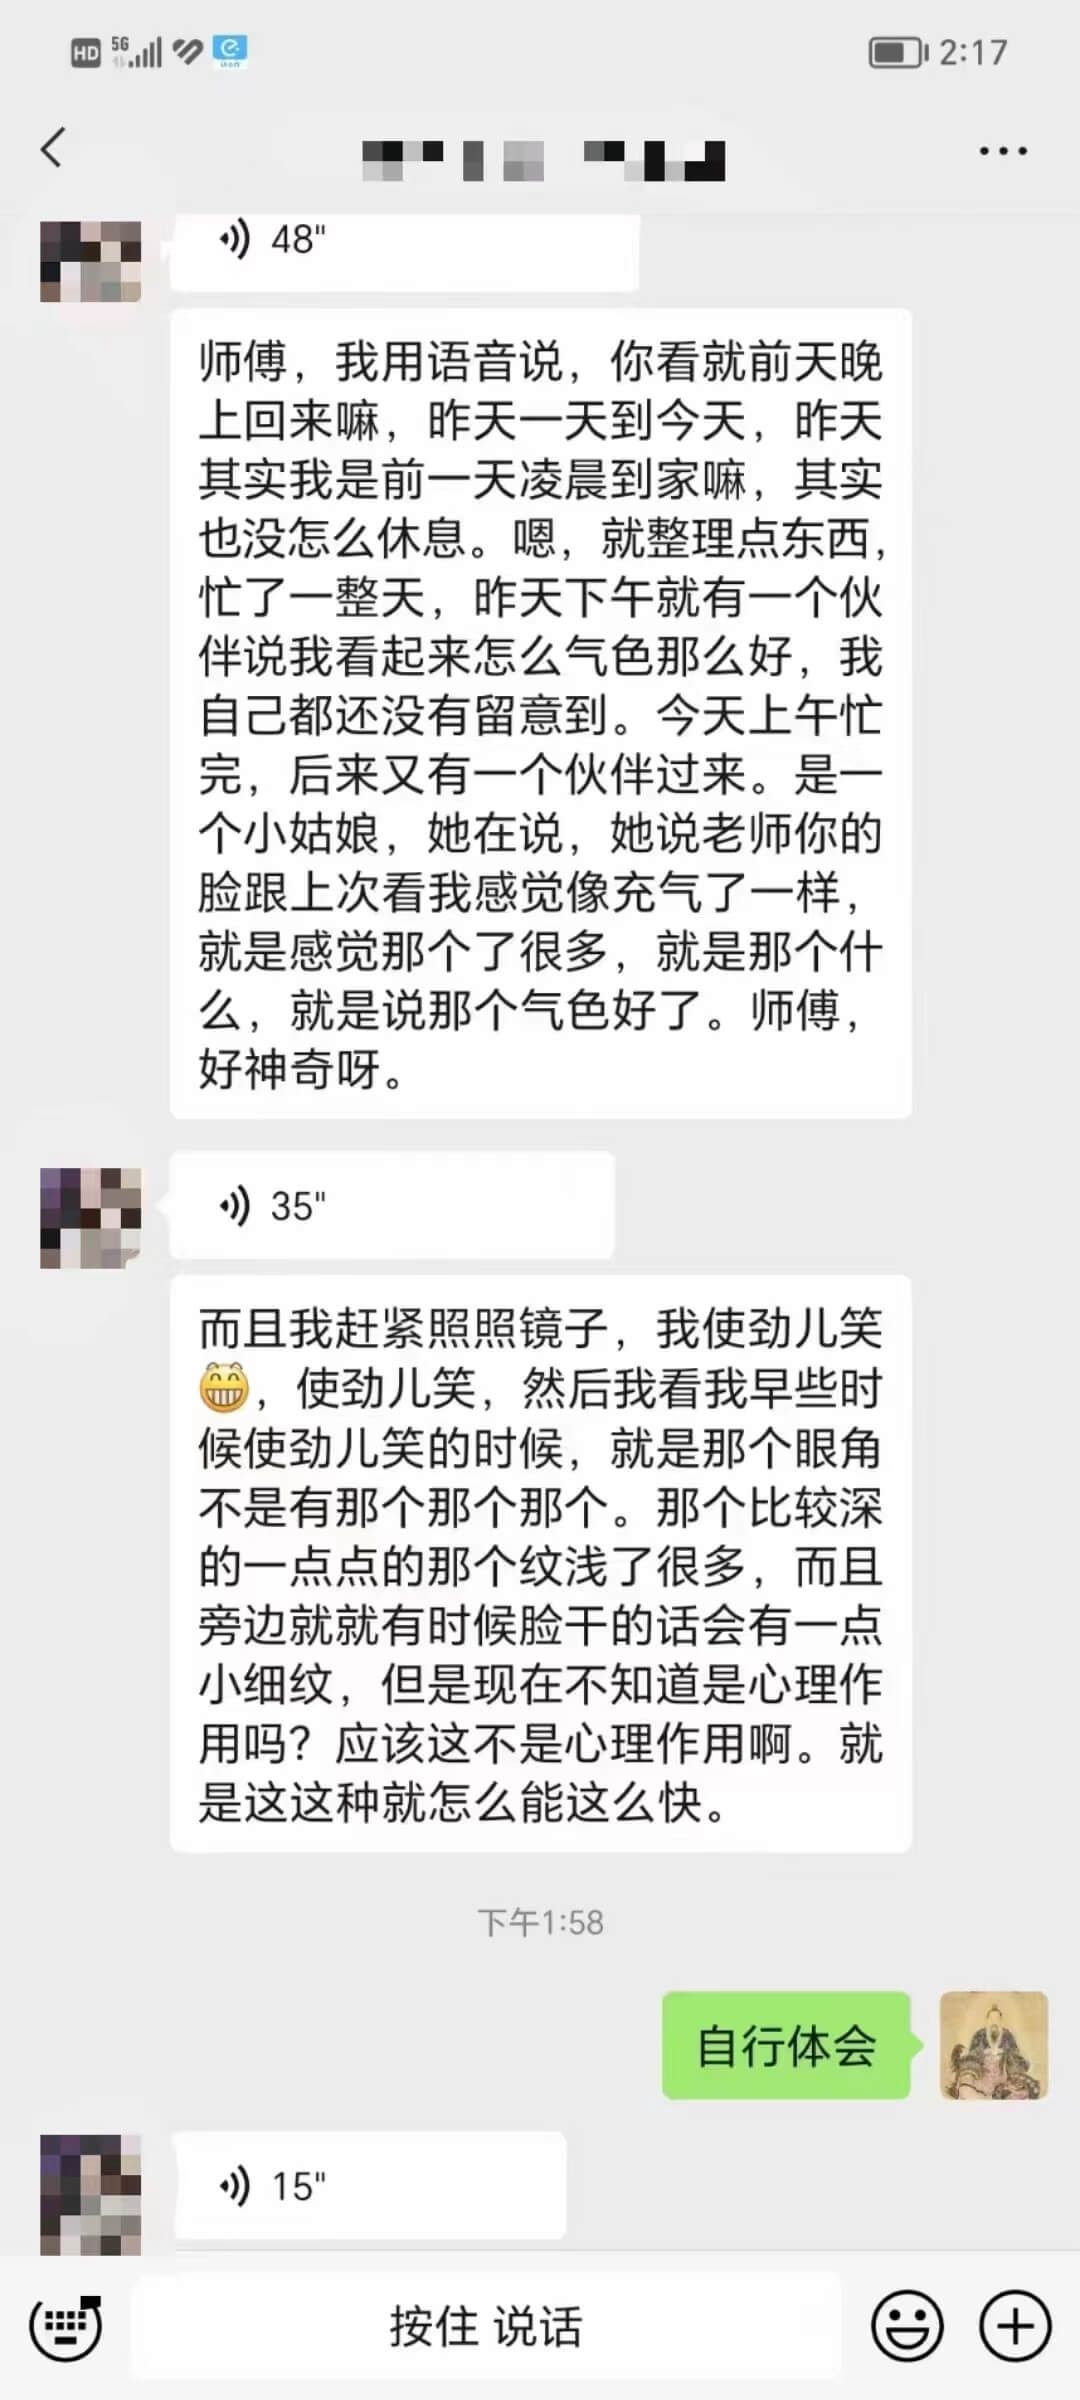 HD 5G 2:17
48"
师傅，我用语音说，你看就前天晚
上回来嘛，昨天一天到今天，昨天
其实我是前一天凌晨到家嘛，其实
也没怎么休息。嗯，就整理点东西，
忙了一整天，昨天下午就有一个伙
伴说我看起来怎么气色那么好，我
自己都还没有留意到。今天上午忙
完，后来又有一个伙伴过来。是一
个小姑娘，她在说，她说老师你的
脸跟上次看我感觉像充气了一样，
就是感觉那个了很多，就是那个什
么，就是说那个气色好了。师傅，
好神奇呀。
35"
而且我赶紧照照镜子，我使劲儿笑
😁，使劲儿笑，然后我看我早些时
候使劲儿笑的时候，就是那个眼角
不是有那个那个那个。那个比较深
的一点点的那个纹浅了很多，而且
旁边就就有时候脸干的话会有一点
小细纹，但是现在不知道是心理作
用吗？应该这不是心理作用啊。就
是这这种就怎么能这么快。
下午1:58
自行体会
15"
按住 说话